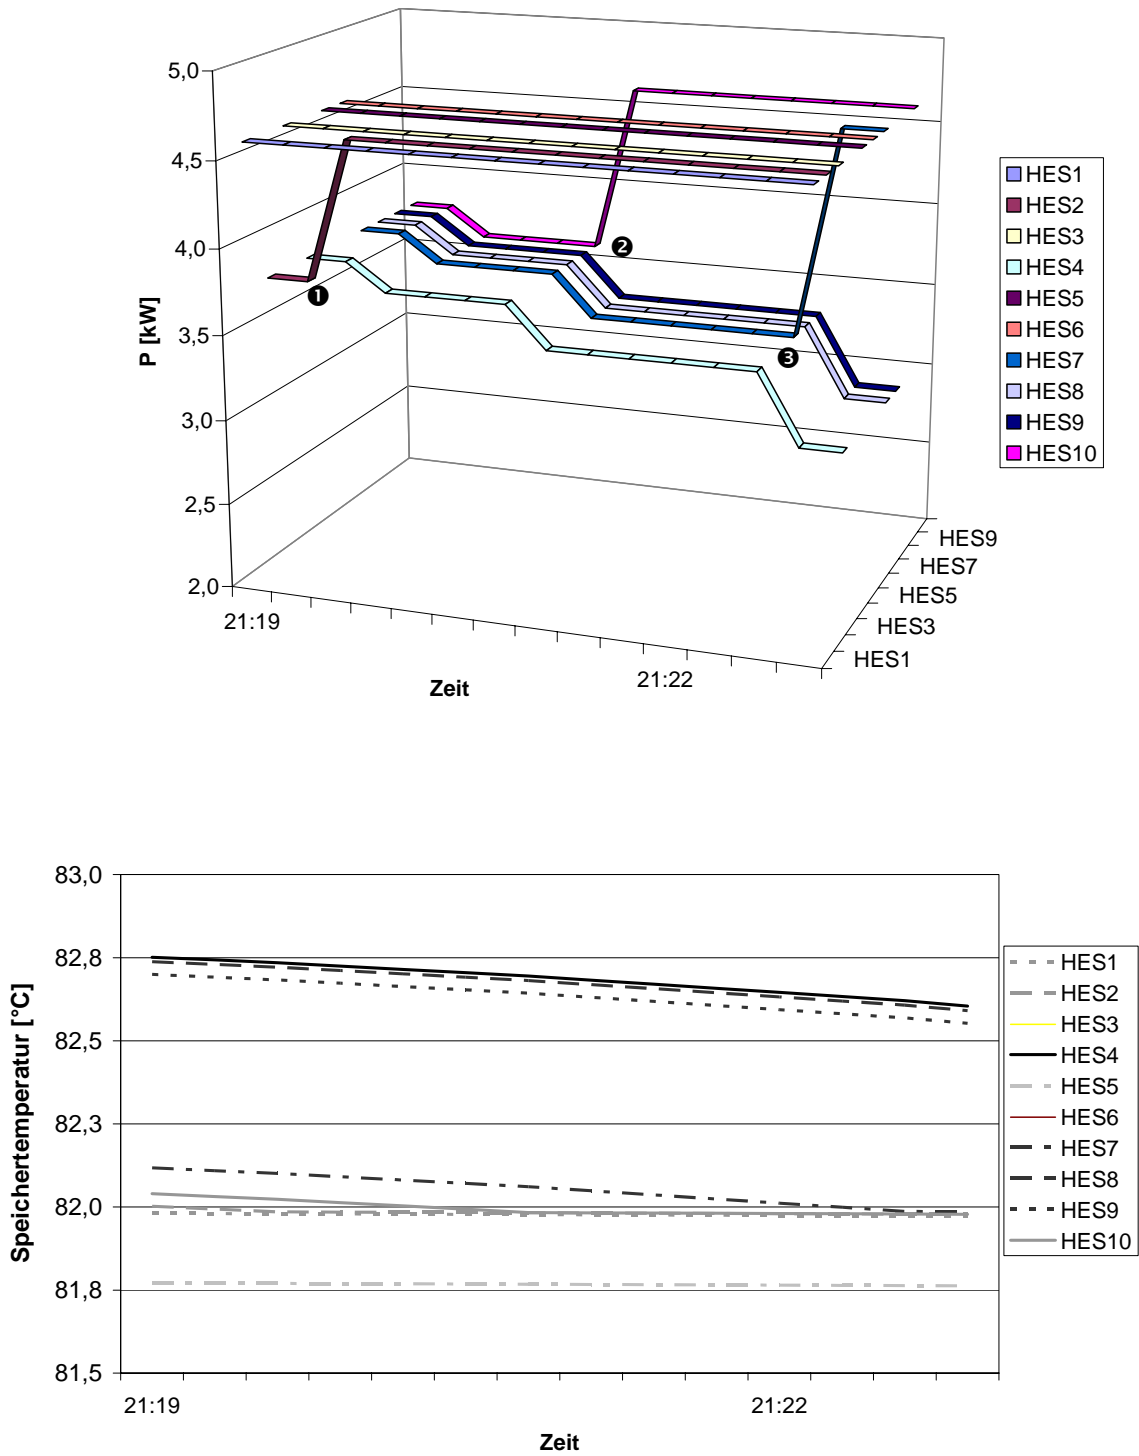 5,0
4,5
4,0
3,5
3,0
2,5
2,0
P [kW]
❶
❷
❸
21:19
21:22
Zeit
HES9
HES7
HES5
HES3
HES1
HES1
HES2
HES3
HES4
HES5
HES6
HES7
HES8
HES9
HES10
83,0
82,8
82,5
82,3
82,0
81,8
81,5
Speichertemperatur [°C]
21:19
21:22
Zeit
HES1
HES2
HES3
HES4
HES5
HES6
HES7
HES8
HES9
HES10